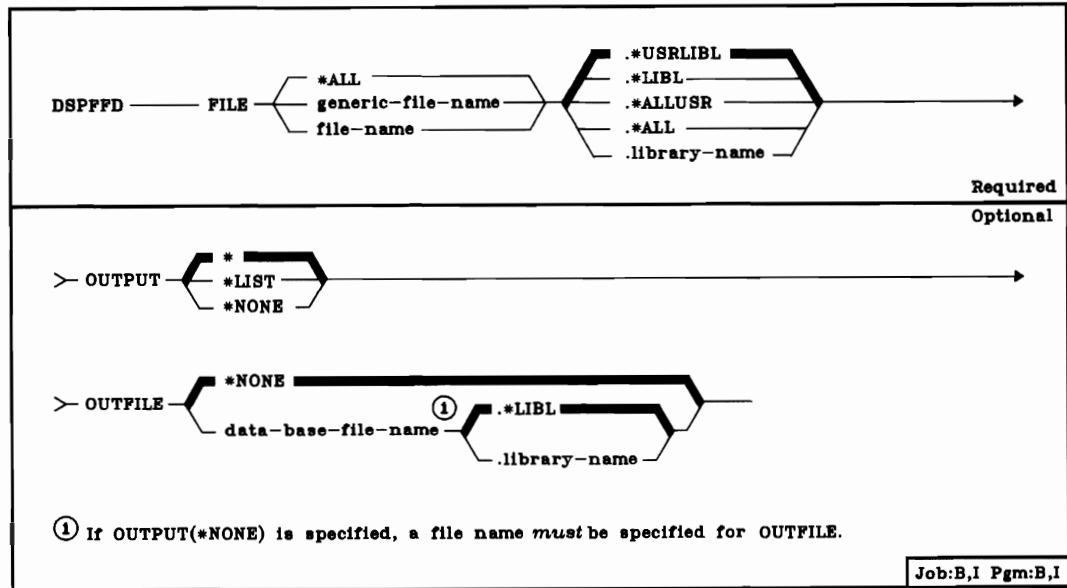 *ALL
DSPFFD FILE generic-file-name
file-name
.*USRLIBL
.*LIBL
.*ALLUSR
.*ALL
.library-name
Required
Optional
*
> OUTPUT *LIST
*NONE
*NONE
> OUTFILE
data-base-file-name ① .*LIBL
.library-name
① If OUTPUT(*NONE) is specified, a file name must be specified for OUTFILE.
Job:B,I Pgm:B,I